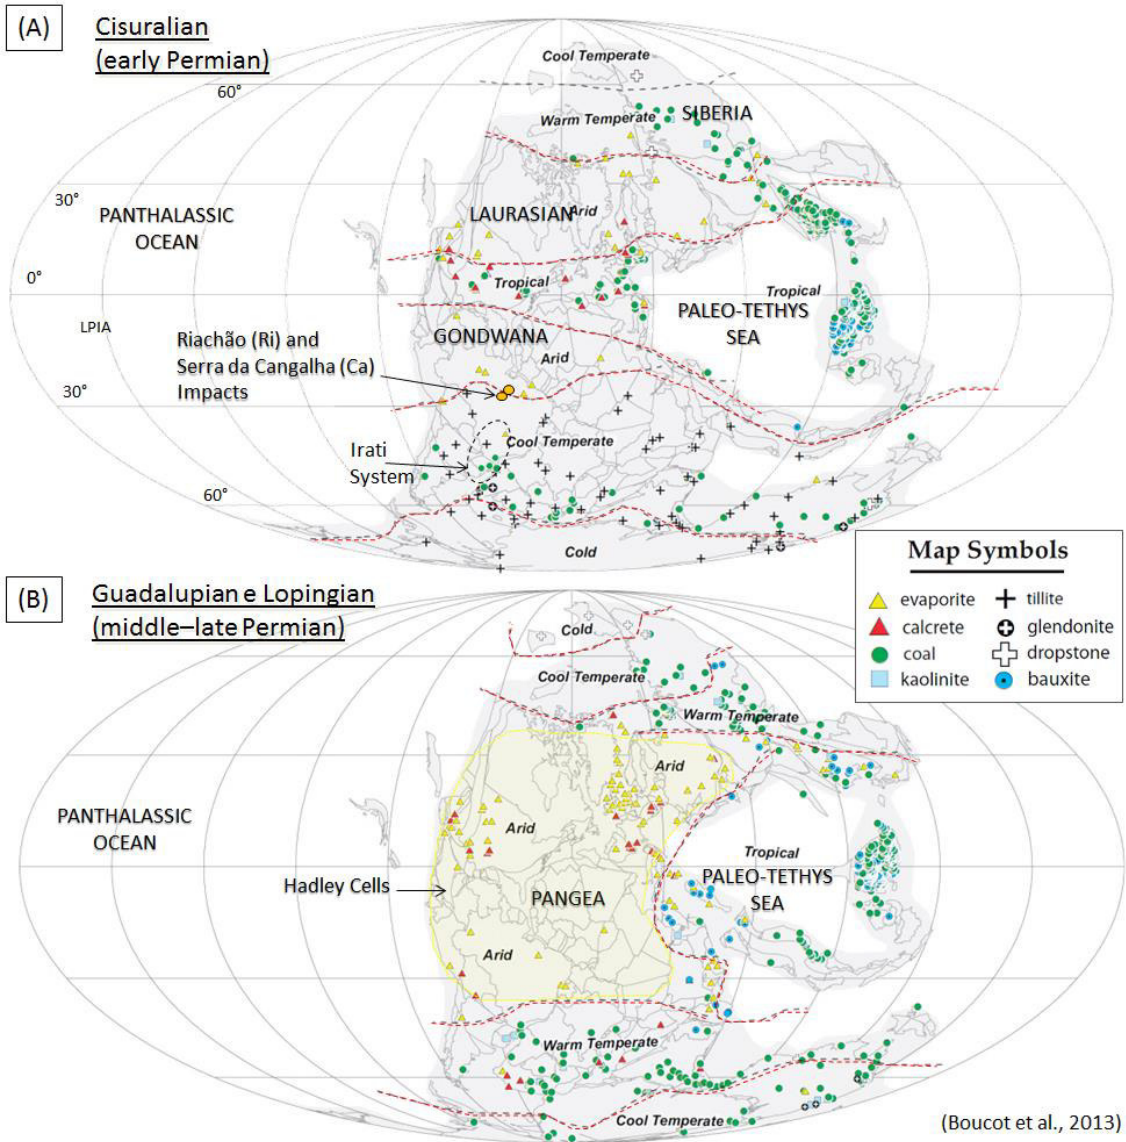 (A)
Cisuralian
(early Permian)
Cool Temperate
60°
SIBERIA
Warm Temperate
30°
PANTHALASSIC
OCEAN
LAURASIAN
Arid
0°
Tropical
Tropical
LPIA
PALEO-TETHYS
SEA
GONDWANA
Riachão (Ri) and
Serra da Cangalha (Ca)
Impacts
Arid
30°
Cool Temperate
Irati
System
60°
Cold
Map Symbols
evaporite
tillite
calcrete
glendonite
coal
dropstone
kaolinite
bauxite
(B)
Guadalupian e Lopingian
(middle–late Permian)
Cold
Cool Temperate
Warm Temperate
Arid
PANTHALASSIC
OCEAN
Arid
Tropical
PALEO-TETHYS
SEA
Hadley Cells
PANGEA
Arid
Warm Temperate
Cool Temperate
(Boucot et al., 2013)